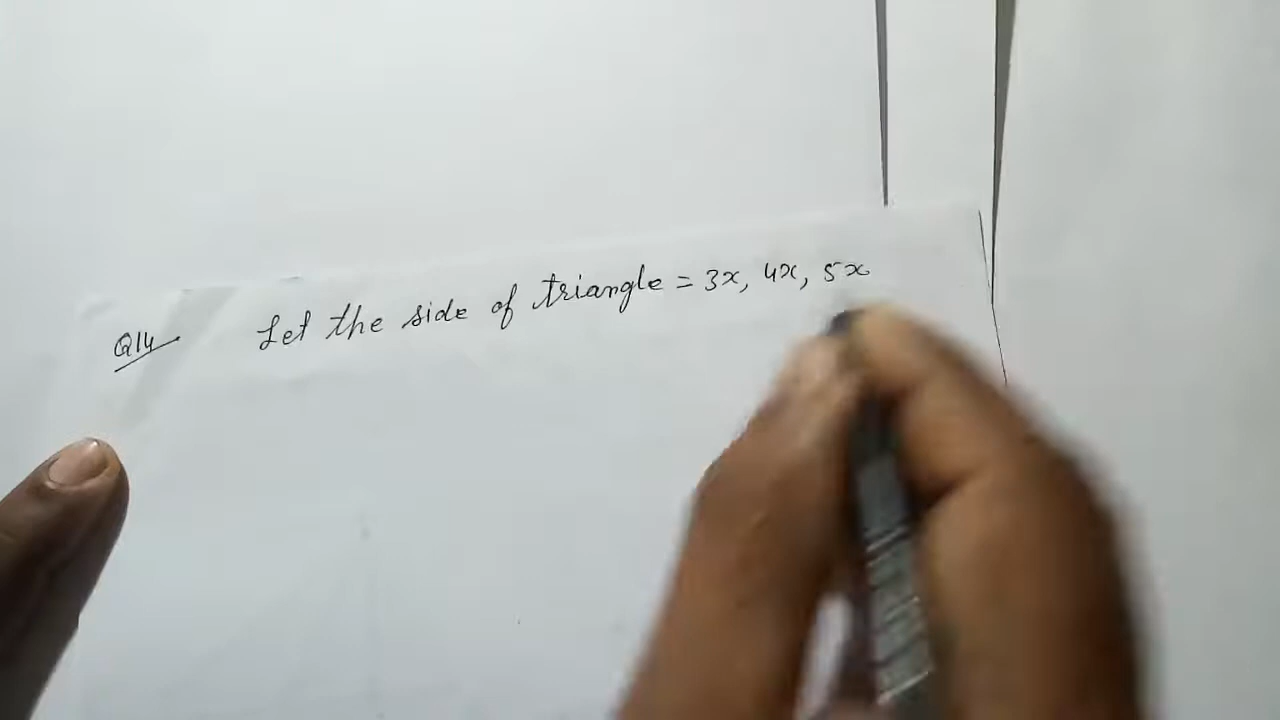 Q14 Let the side of triangle = 3x, 4x, 5x